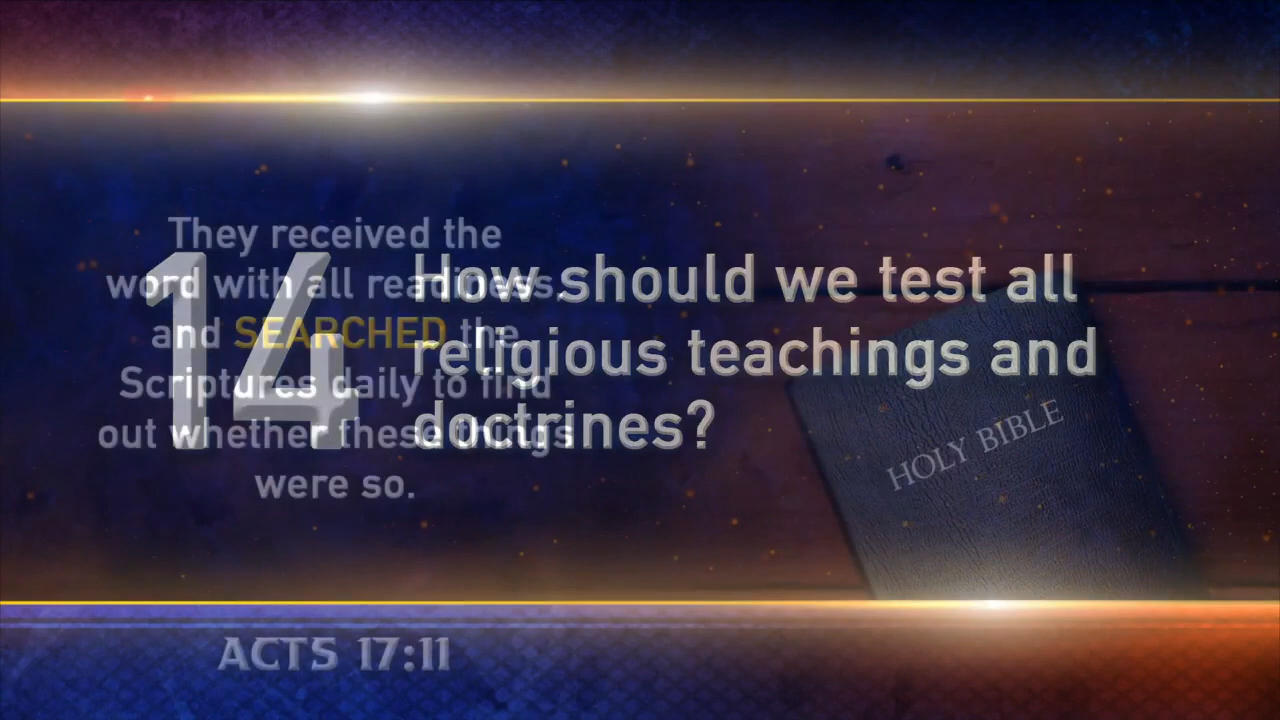 They received the
word with all readiness,
and SEARCHED the
Scriptures daily to find
out whether these things
were so.
14
How should we test all
religious teachings and
doctrines?
HOLY BIBLE
ACTS 17:11